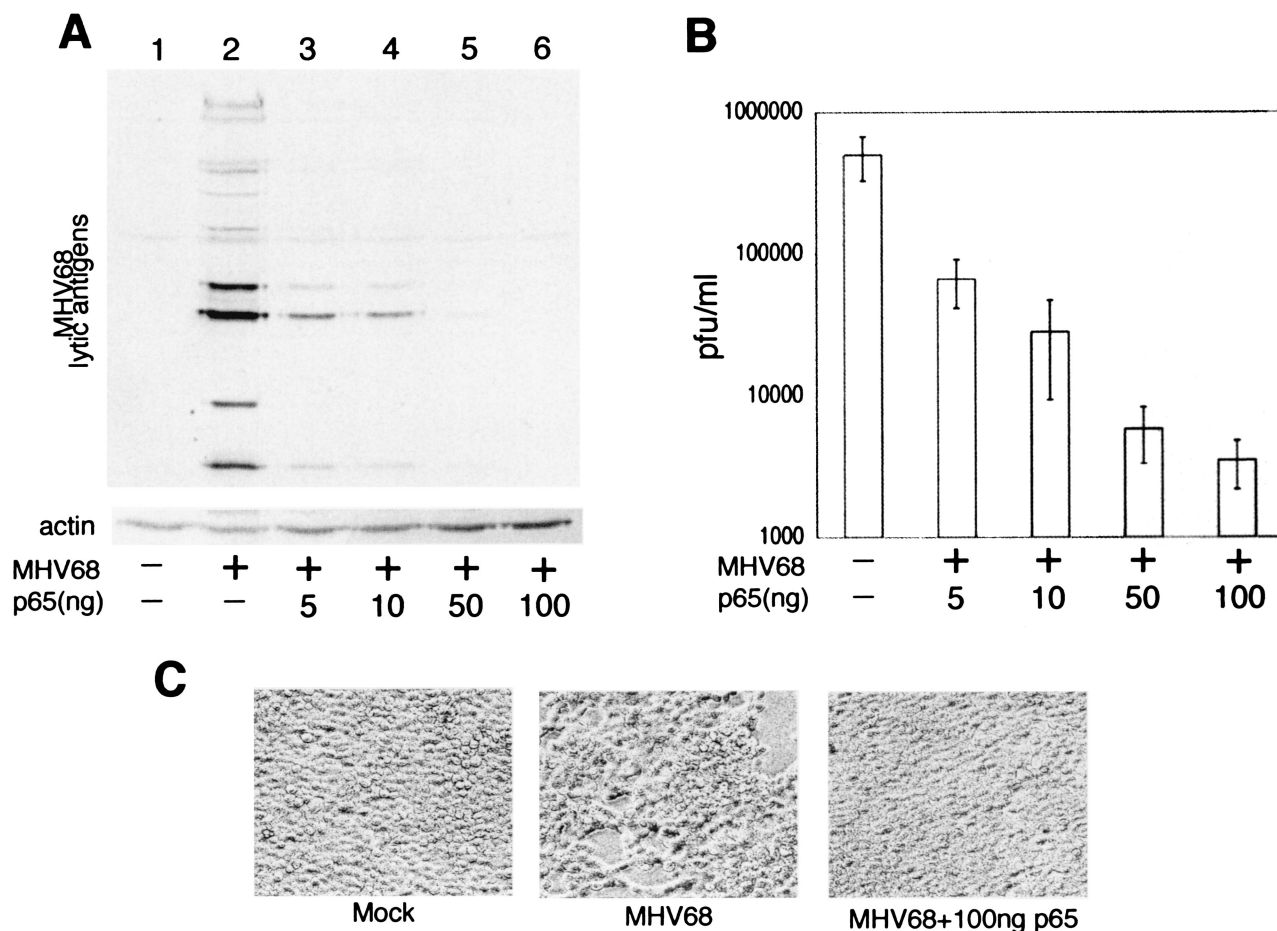 A
1 2 3 4 5 6
MHV68
lytic antigens
actin
MHV68 − + + + + +
p65(ng) − − 5 10 50 100
B
1000000
100000
10000
1000
pfu/ml
MHV68 − + + + +
p65(ng) − 5 10 50 100
C
Mock
MHV68
MHV68+100ng p65